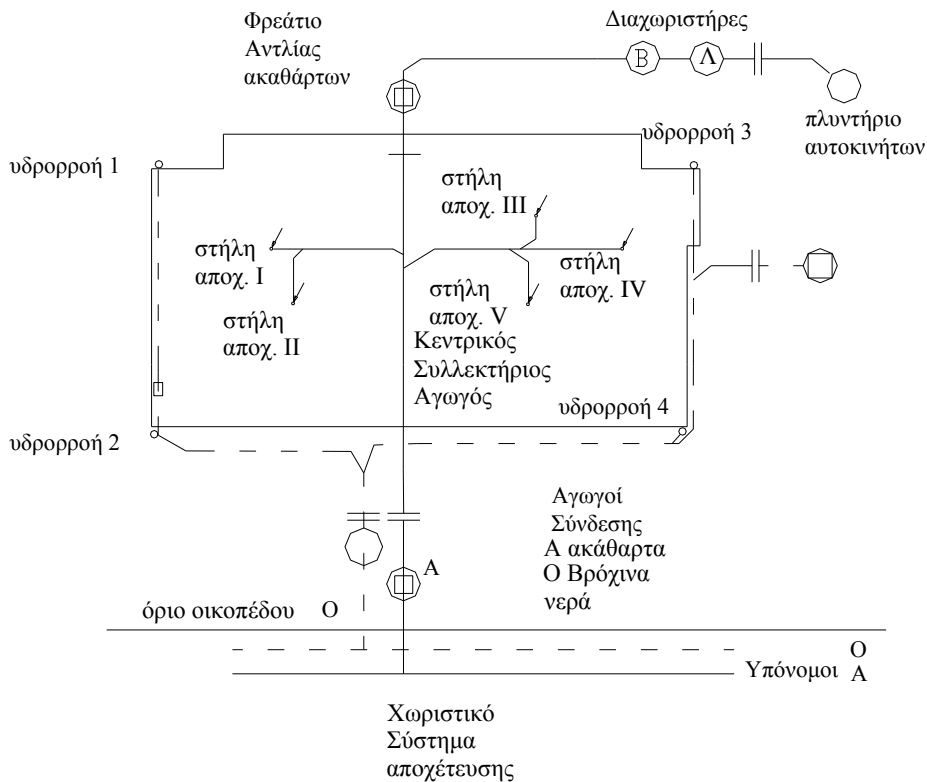 Φρεάτιο
Αντλίας
ακαθάρτων
Διαχωριστήρες
Β
Λ
πλυντήριο
αυτοκινήτων
υδρορροή 1
υδρορροή 3
στήλη
αποχ. III
στήλη
αποχ. I
στήλη
αποχ. IV
στήλη
αποχ. II
στήλη
αποχ. V
Κεντρικός
Συλλεκτήριος
Αγωγός
υδρορροή 4
υδρορροή 2
Αγωγοί
Σύνδεσης
Α ακάθαρτα
Ο Βρόχινα
νερά
Α
όριο οικοπέδου Ο
Ο
Υπόνομοι Α
Χωριστικό
Σύστημα
αποχέτευσης